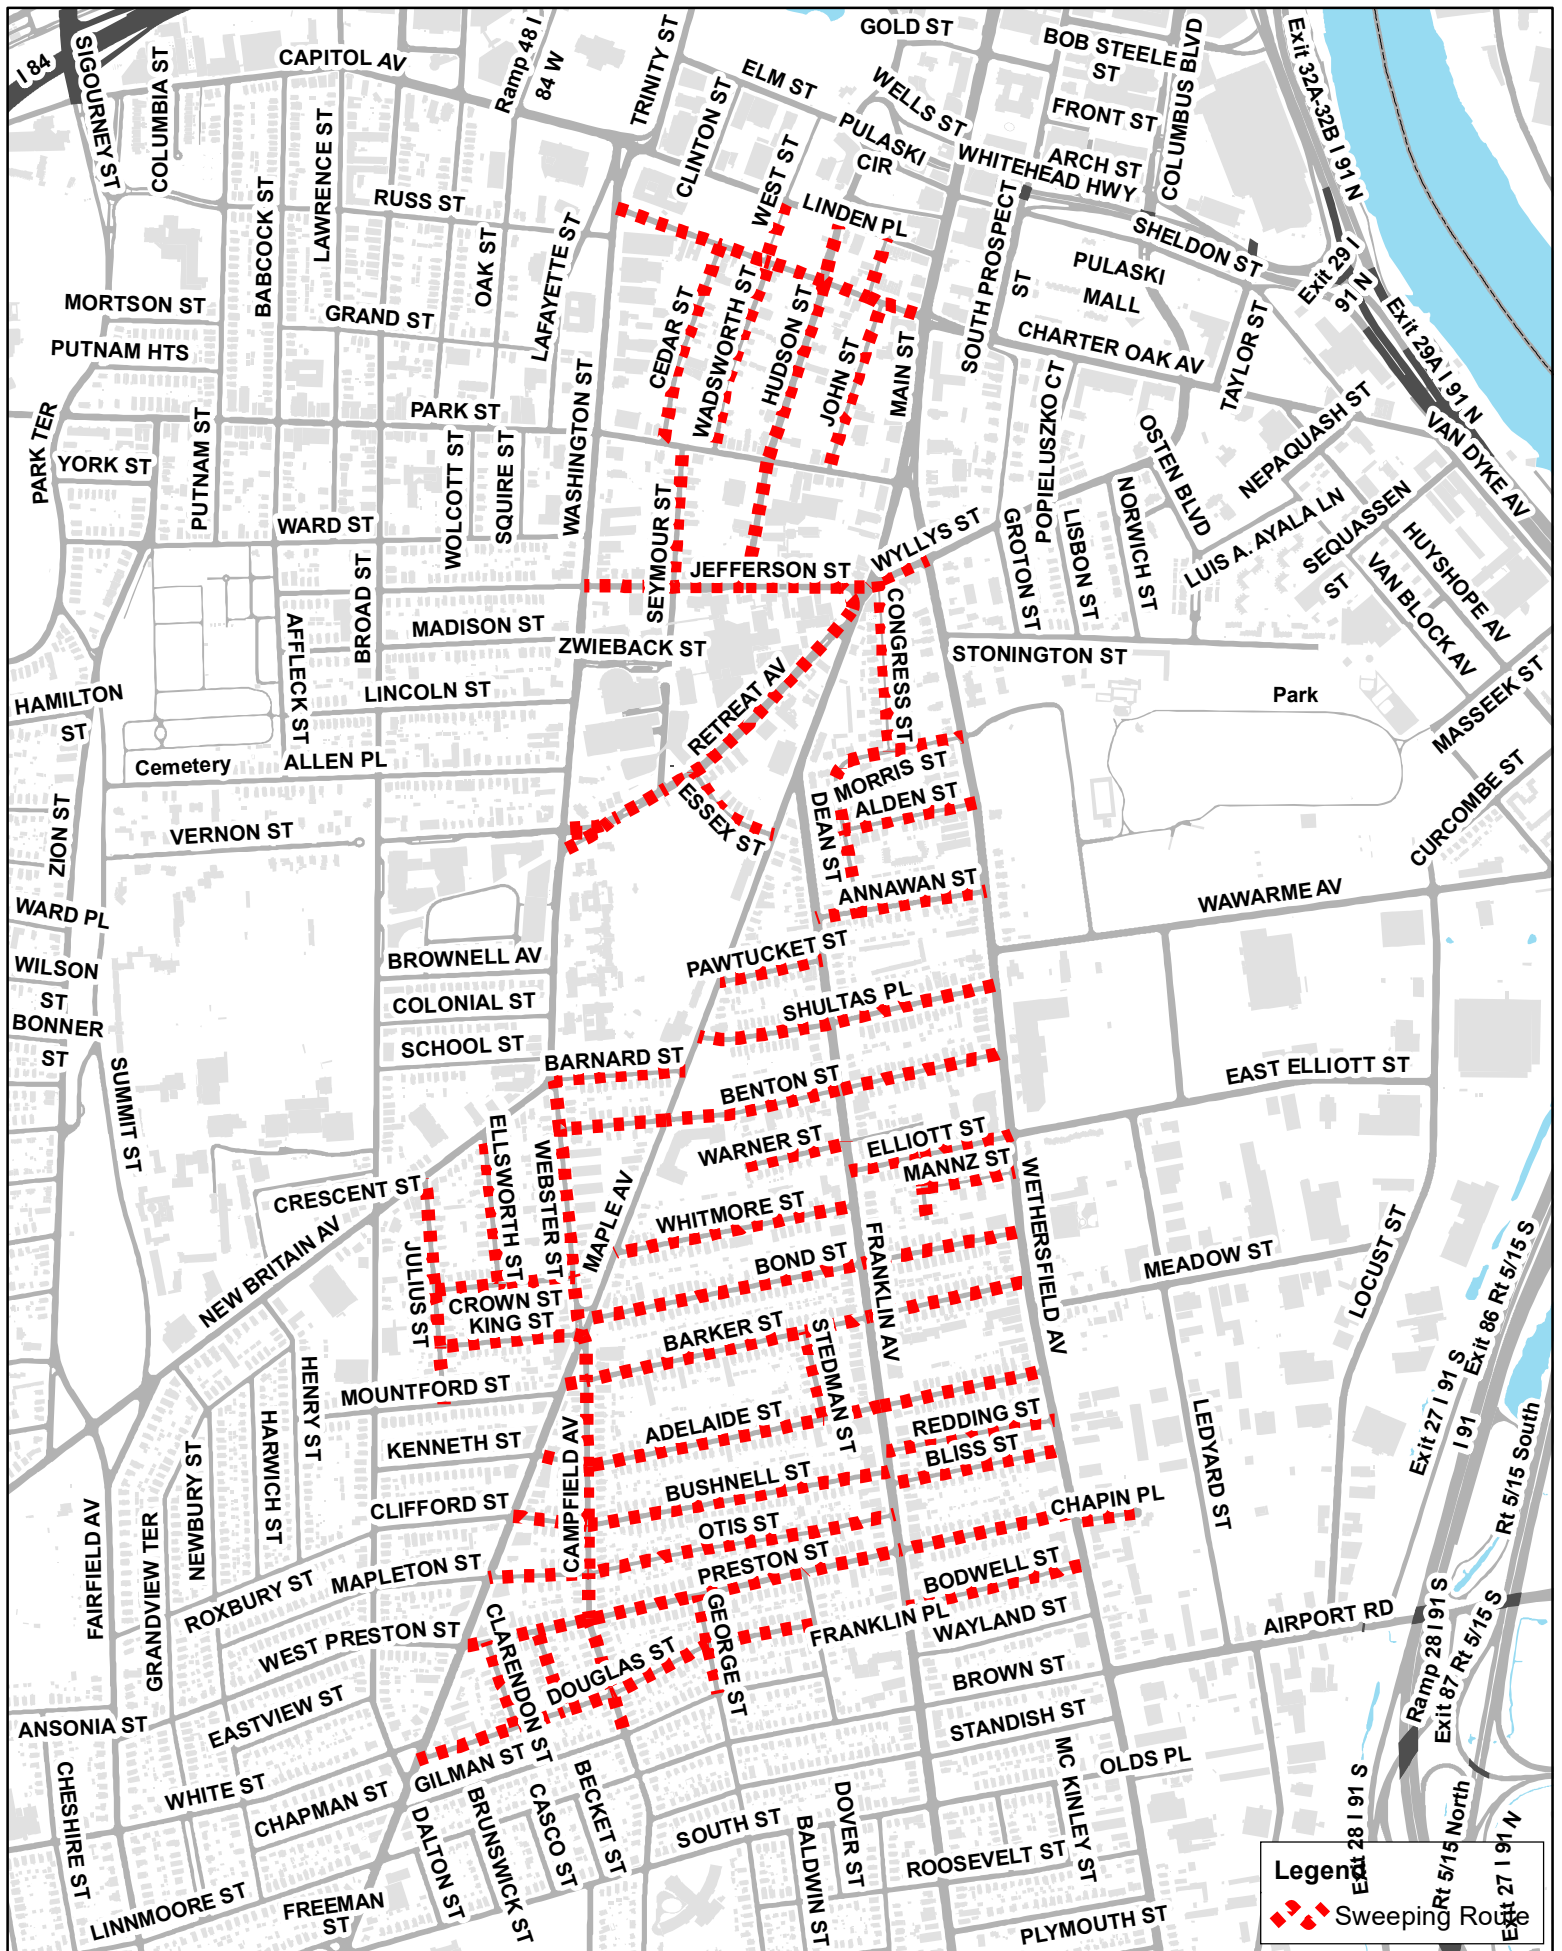 GOLD ST
BOB STEELE
ST
I 84
SIGOURNEY ST
COLUMBIA ST
CAPITOL AV
Ramp 48 I
84 W
TRINITY ST
CLINTON ST
ELM ST
WELLS ST
FRONT ST
COLUMBUS BLVD
Exit 32A-32B I 91 N
PULASKI
CIR
WEST ST
WHITEHEAD HWY
ARCH ST
LAWRENCE ST
BABCOCK ST
RUSS ST
OAK ST
LAFAYETTE ST
LINDEN PL
SOUTH PROSPECT
ST
SHELDON ST
PULASKI
MALL
Exit 29 I
91 N
Exit 29A I 91 N
MORTSON ST
GRAND ST
PUTNAM HTS
CEDAR ST
WADSWORTH ST
HUDSON ST
JOHN ST
MAIN ST
CHARTER OAK AV
TAYLOR ST
WASHINGTON ST
PARK TER
PUTNAM ST
PARK ST
YORK ST
WOLCOTT ST
SQUIRE ST
POPIELUSZKO CT
OSTEN BLVD
NEPAQUASH ST
VAN DYKE AV
WARD ST
SEYMOUR ST
WYLLYS ST
GROTON ST
LISBON ST
NORWICH ST
LUIS A. AYALA LN
SEQUASSEN
ST
HUYSHOPE AV
VAN BLOCK AV
BROAD ST
JEFFERSON ST
AFFLECK ST
MADISON ST
ZWIEBACK ST
CONGRESS ST
STONINGTON ST
HAMILTON
ST
LINCOLN ST
RETREAT AV
Park
MASSEEK ST
Cemetery
ALLEN PL
MORRIS ST
ALDEN ST
ZION ST
VERNON ST
ESSEX ST
DEAN ST
CURCOMBE ST
WARD PL
ANNAWAN ST
WAWARME AV
WILSON
ST
BROWNELL AV
PAWTUCKET ST
COLONIAL ST
SHULTAS PL
BONNER
ST
SCHOOL ST
BARNARD ST
SUMMIT ST
BENTON ST
EAST ELLIOTT ST
ELLSWORTH ST
WEBSTER ST
WARNER ST
ELLIOTT ST
MANNZ ST
CRESCENT ST
MAPLE AV
WHITMORE ST
WETHERSFIELD AV
NEW BRITAIN AV
JULIUS ST
BOND ST
FRANKLIN AV
MEADOW ST
LOCUST ST
CROWN ST
KING ST
BARKER ST
STEDMAN ST
Exit 86 Rt 5/15 S
HENRY ST
MOUNTFORD ST
Exit 27 I 91 S
I 91
HARWICH ST
KENNETH ST
CAMPFIELD AV
ADELAIDE ST
REDDING ST
BLISS ST
LEDYARD ST
Rt 5/15 South
NEWBURY ST
FAIRFIELD AV
GRANDVIEW TER
CLIFFORD ST
BUSHNELL ST
OTIS ST
CHAPIN PL
MAPLETON ST
PRESTON ST
BODWELL ST
ROXBURY ST
WEST PRESTON ST
CLARENDON ST
GEORGE ST
FRANKLIN PL
WAYLAND ST
AIRPORT RD
Ramp 28 I 91 S
Exit 87 Rt 5/15 S
DOUGLAS ST
BROWN ST
ANSONIA ST
EASTVIEW ST
STANDISH ST
CHESHIRE ST
WHITE ST
CHAPMAN ST
GILMAN ST
BECKET ST
MC KINLEY ST
OLDS PL
DALTON ST
BRUNSWICK ST
CASCO ST
SOUTH ST
BALDWIN ST
DOVER ST
ROOSEVELT ST
Exit 28 I 91 S
Rt 5/15 North
Exit 27 I 91 N
LINNMOORE ST
FREEMAN
ST
PLYMOUTH ST
Legend
Sweeping Route